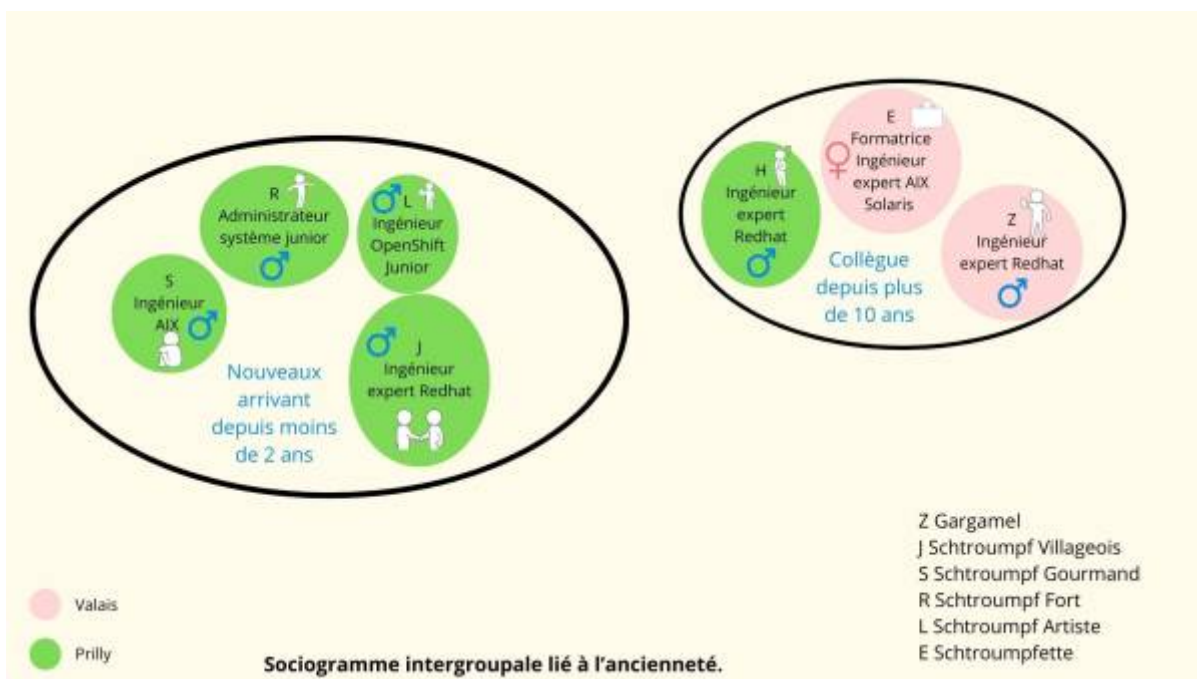 E
Formatrice
Ingénieur
expert AIX
Solaris
H
Ingénieur
expert
Redhat
Z
Ingénieur
expert Redhat
Collègue
depuis plus
de 10 ans
R
Administrateur
système junior
L
Ingénieur
OpenShift
Junior
S
Ingénieur
AIX
J
Ingénieur
expert Redhat
Nouveaux
arrivant
depuis moins
de 2 ans
Z Gargamel
J Schtroumpf Villageois
S Schtroumpf Gourmand
R Schtroumpf Fort
L Schtroumpf Artiste
E Schtroumpfette
Valais
Prilly
Sociogramme intergroupale lié à l'ancienneté.